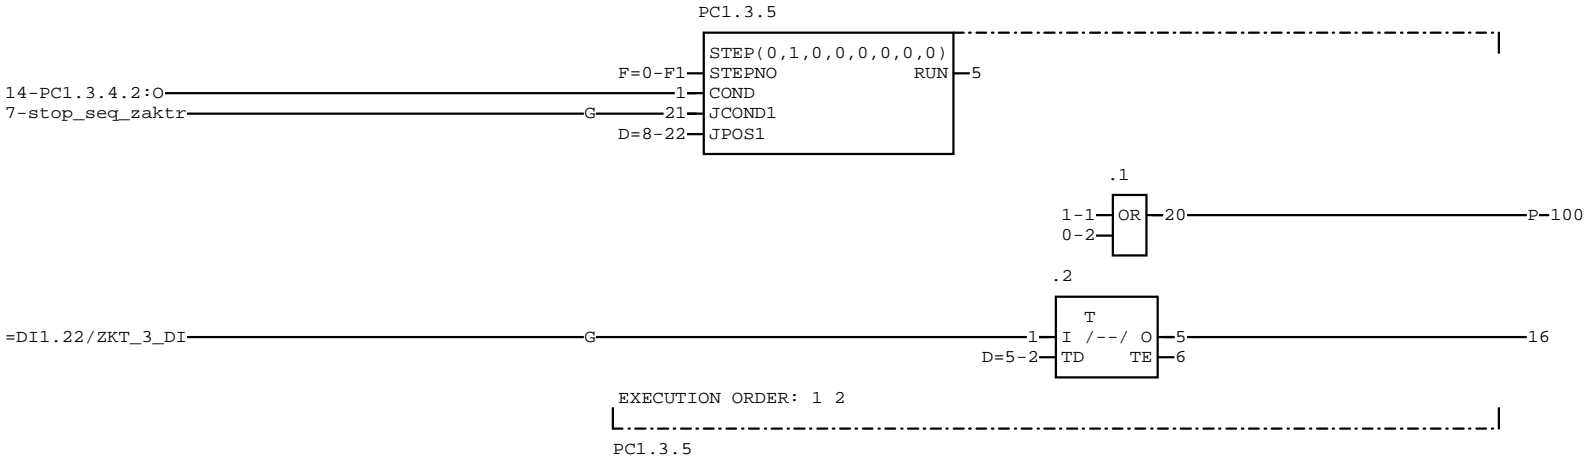 PC1.3.5
STEP(0,1,0,0,0,0,0,0)
F=0-F1 STEPNO RUN 5
14-PC1.3.4.2:O 1 COND
7-stop_seq_zaktr G 21 JCOND1
D=8-22 JPOS1
.1
1-1 OR 20 P-100
0-2
.2
T
=DI1.22/ZKT_3_DI G 1 I /--/ O 5 16
D=5-2 TD TE 6
EXECUTION ORDER: 1 2
PC1.3.5